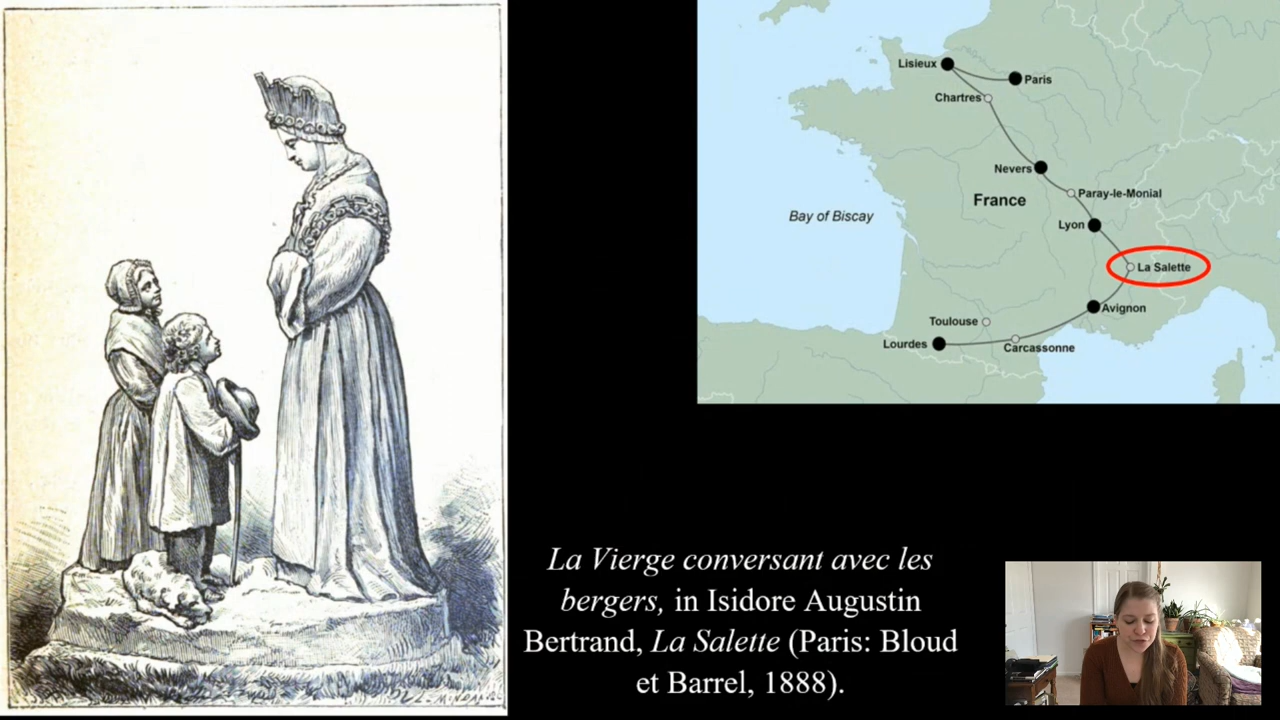 Lisieux
Paris
Chartres
Nevers
France
Paray-le-Monial
Bay of Biscay
Lyon
La Salette
Avignon
Toulouse
Lourdes
Carcassonne
La Vierge conversant avec les
bergers, in Isidore Augustin
Bertrand, La Salette (Paris: Bloud
et Barrel, 1888).